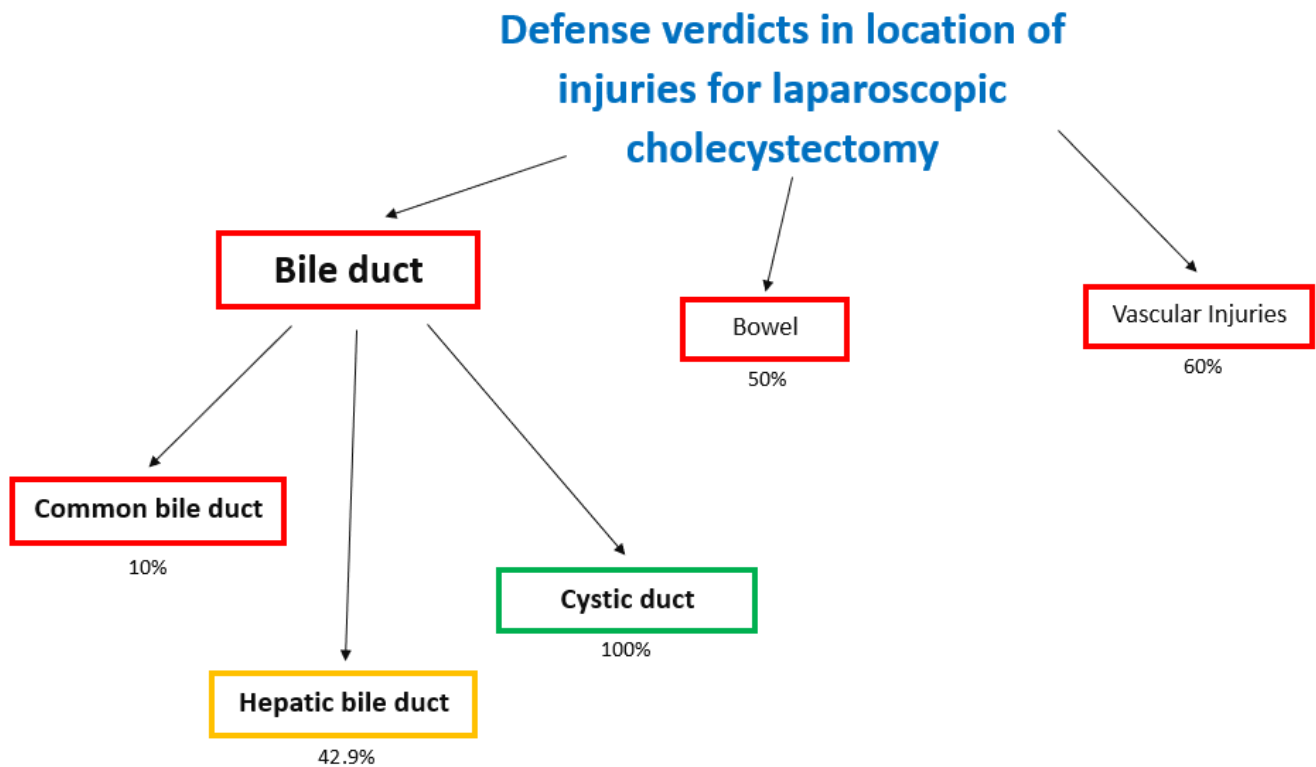 Defense verdicts in location of
injuries for laparoscopic
cholecystectomy
Bile duct
Bowel
50%
Vascular Injuries
60%
Common bile duct
10%
Cystic duct
100%
Hepatic bile duct
42.9%